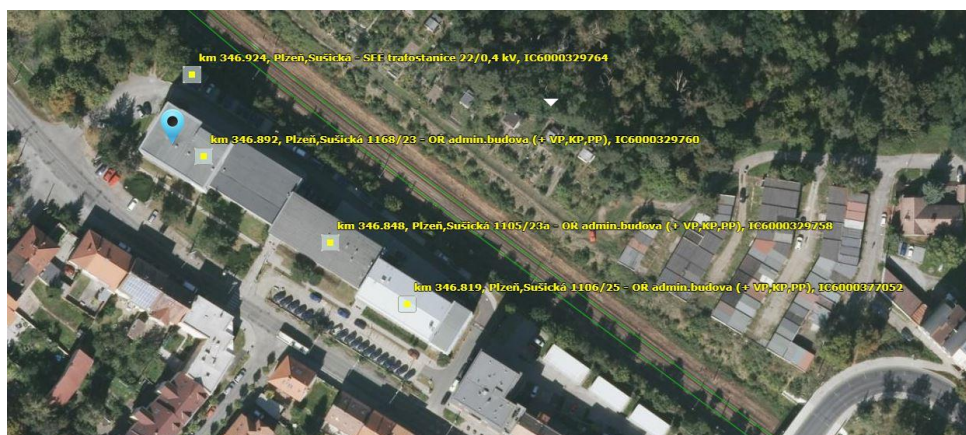 km 346.924, Plzeň,Sušická - SEE trafostanice 22/0,4 kV, IC6000329764
km 346.892, Plzeň,Sušická 1168/23 - OŘ admin.budova (+ VP,KP,PP), IC6000329760
km 346.848, Plzeň,Sušická 1105/23a - OŘ admin.budova (+ VP,KP,PP), IC6000329758
km 346.819, Plzeň,Sušická 1106/25 - OŘ admin.budova (+ VP,KP,PP), IC6000377052